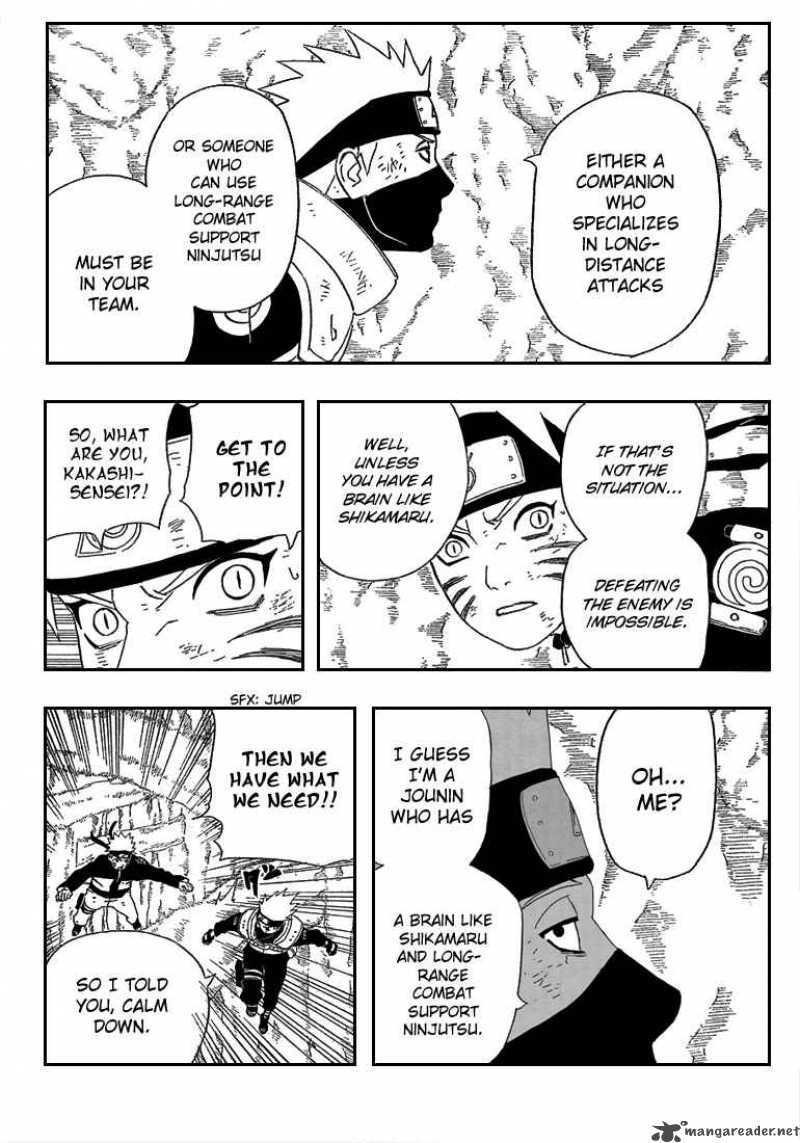 EITHER A
COMPANION
WHO
SPECIALIZES
IN LONG-
DISTANCE
ATTACKS
OR SOMEONE
WHO
CAN USE
LONG-RANGE
COMBAT
SUPPORT
NINJUTSU
MUST BE
IN YOUR
TEAM.
IF THAT'S
NOT THE
SITUATION...
DEFEATING
THE ENEMY IS
IMPOSSIBLE.
WELL,
UNLESS
YOU HAVE A
BRAIN LIKE
SHIKAMARU.
GET TO
THE
POINT!
SO, WHAT
ARE YOU,
KAKASHI-
SENSEI?!
OH...
ME?
I GUESS
I'M A
JOUNIN
WHO HAS
A BRAIN LIKE
SHIKAMARU
AND LONG-
RANGE
COMBAT
SUPPORT
NINJUTSU.
SFX: JUMP
THEN WE
HAVE WHAT
WE NEED!!
SO I TOLD
YOU, CALM
DOWN.
mangareader.net